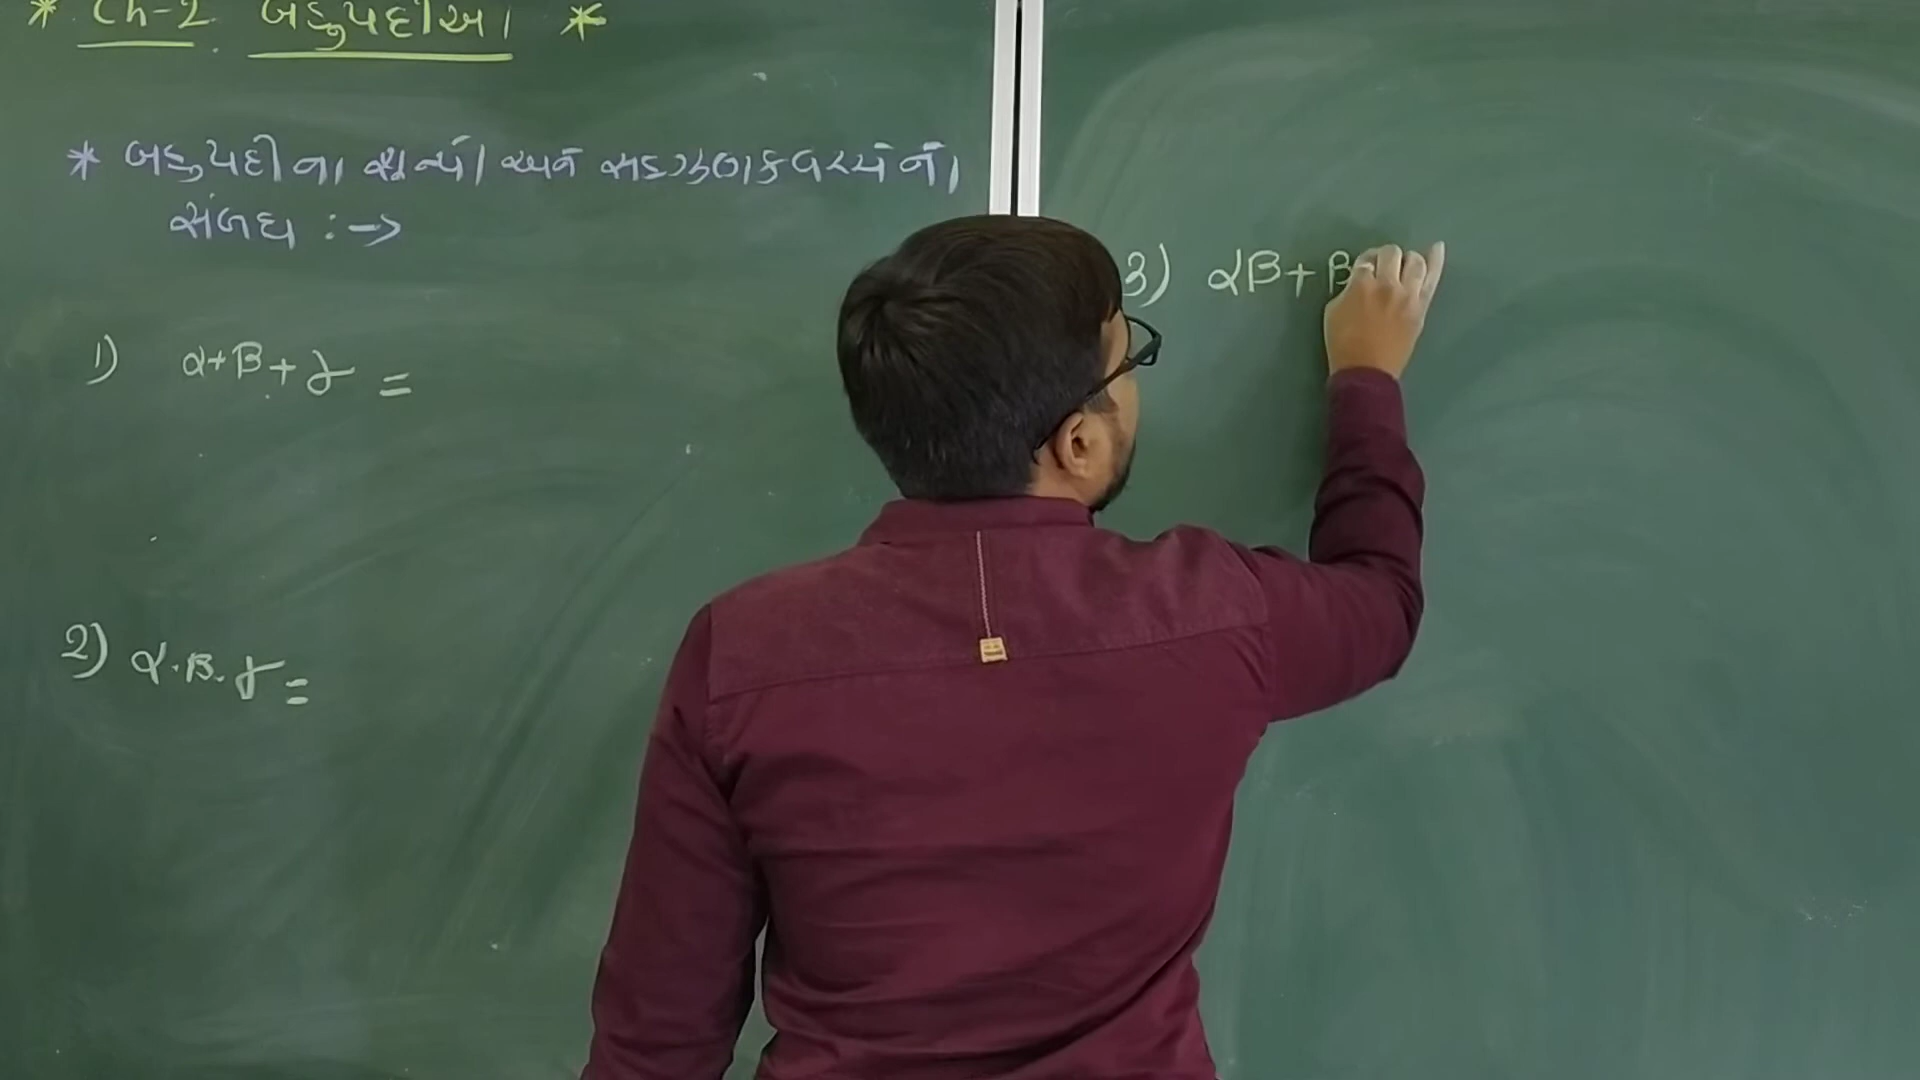 * Ch-2. બહુપદીઓ *
* બહુપદીના શૂન્યો અને સહગુણક વચ્ચેનો
સંબંધ :->
1) α+β+γ =
2) α.β.γ =
3) αβ+β